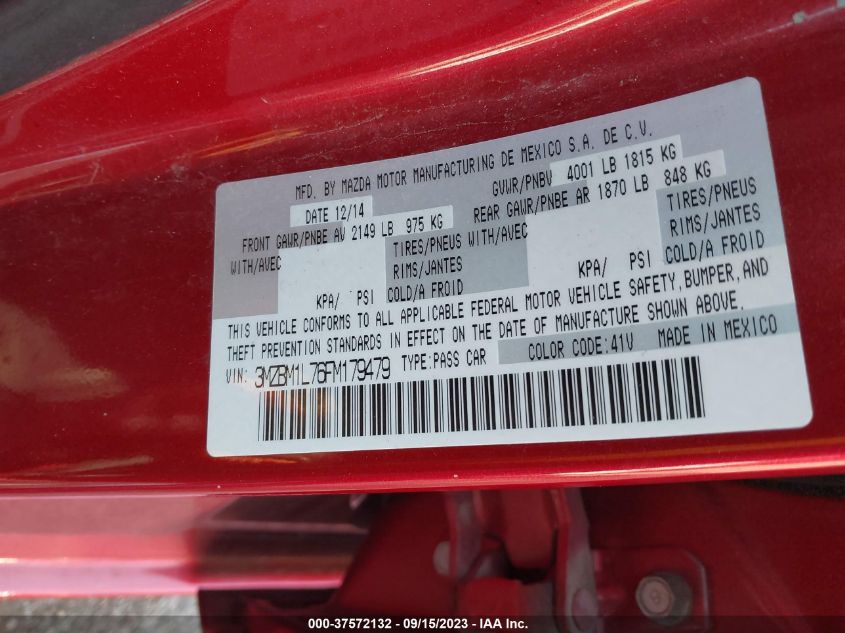 MFD. BY MAZDA MOTOR MANUFACTURING DE MEXICO S.A. DE C.V.
DATE 12/14 GVWR/PNBV 4001 LB 1815 KG
FRONT GAWR/PNBE AV 2149 LB 975 KG REAR GAWR/PNBE AR 1870 LB 848 KG
WITH/AVEC TIRES/PNEUS WITH/AVEC TIRES/PNEUS
RIMS/JANTES RIMS/JANTES
KPA/ PSI COLD/A FROID KPA/ PSI COLD/A FROID
THIS VEHICLE CONFORMS TO ALL APPLICABLE FEDERAL MOTOR VEHICLE SAFETY, BUMPER, AND
THEFT PREVENTION STANDARDS IN EFFECT ON THE DATE OF MANUFACTURE SHOWN ABOVE.
VIN: 3MZBM1L76FM179479 TYPE:PASS CAR COLOR CODE:41V MADE IN MEXICO
000-37572132 - 09/15/2023 - IAA Inc.